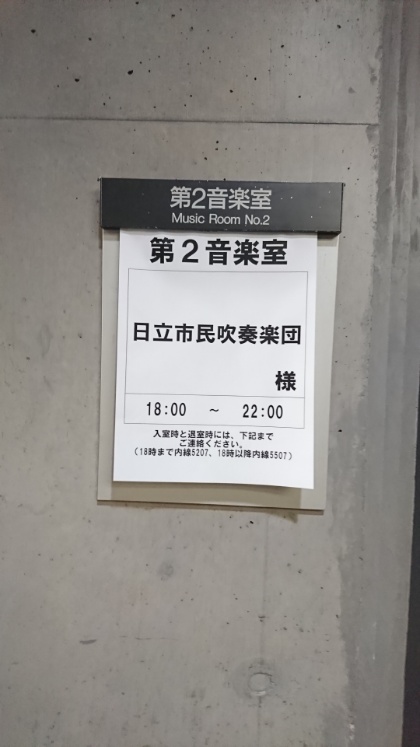 第2音楽室
Music Room No.2
第２音楽室
日立市民吹奏楽団
様
18:00 ～ 22:00
入室時と退室時には、下記まで
ご連絡ください。
(18時まで内線5207、18時以降内線5507)